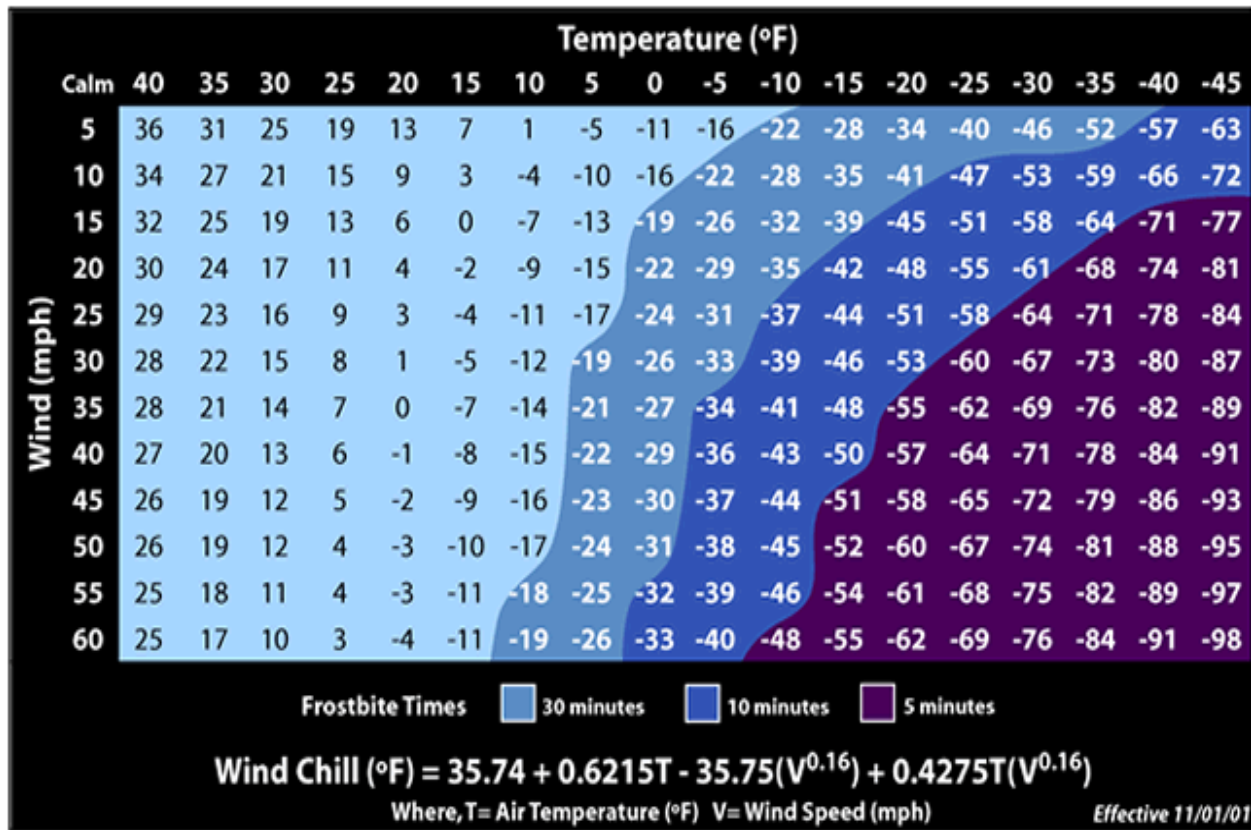 Temperature (ºF)
Calm 40 35 30 25 20 15 10 5 0 -5 -10 -15 -20 -25 -30 -35 -40 -45
5 36 31 25 19 13 7 1 -5 -11 -16 -22 -28 -34 -40 -46 -52 -57 -63
10 34 27 21 15 9 3 -4 -10 -16 -22 -28 -35 -41 -47 -53 -59 -66 -72
15 32 25 19 13 6 0 -7 -13 -19 -26 -32 -39 -45 -51 -58 -64 -71 -77
20 30 24 17 11 4 -2 -9 -15 -22 -29 -35 -42 -48 -55 -61 -68 -74 -81
25 29 23 16 9 3 -4 -11 -17 -24 -31 -37 -44 -51 -58 -64 -71 -78 -84
30 28 22 15 8 1 -5 -12 -19 -26 -33 -39 -46 -53 -60 -67 -73 -80 -87
35 28 21 14 7 0 -7 -14 -21 -27 -34 -41 -48 -55 -62 -69 -76 -82 -89
40 27 20 13 6 -1 -8 -15 -22 -29 -36 -43 -50 -57 -64 -71 -78 -84 -91
45 26 19 12 5 -2 -9 -16 -23 -30 -37 -44 -51 -58 -65 -72 -79 -86 -93
50 26 19 12 4 -3 -10 -17 -24 -31 -38 -45 -52 -60 -67 -74 -81 -88 -95
55 25 18 11 4 -3 -11 -18 -25 -32 -39 -46 -54 -61 -68 -75 -82 -89 -97
60 25 17 10 3 -4 -11 -19 -26 -33 -40 -48 -55 -62 -69 -76 -84 -91 -98
Wind (mph)
Frostbite Times 30 minutes 10 minutes 5 minutes
Wind Chill (ºF) = 35.74 + 0.6215T - 35.75(V^0.16) + 0.4275T(V^0.16)
Where, T= Air Temperature (ºF) V= Wind Speed (mph) Effective 11/01/01